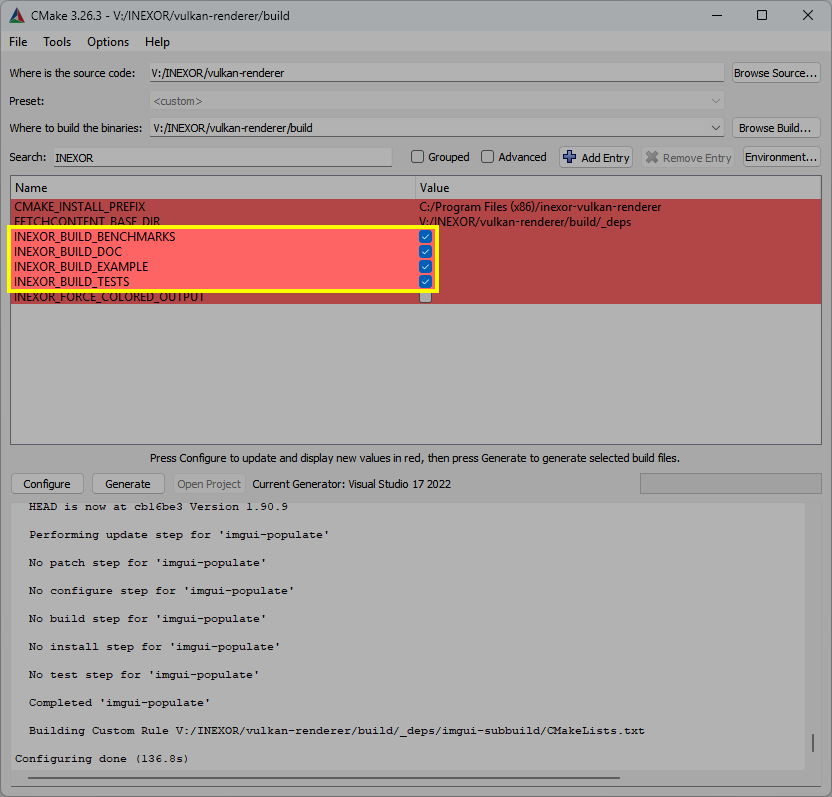 CMake 3.26.3 - V:/INEXOR/vulkan-renderer/build
File Tools Options Help
Where is the source code: V:/INEXOR/vulkan-renderer Browse Source...
Preset: <custom>
Where to build the binaries: V:/INEXOR/vulkan-renderer/build Browse Build...
Search: INEXOR Grouped Advanced Add Entry Remove Entry Environment...
Name Value
CMAKE_INSTALL_PREFIX C:/Program Files (x86)/inexor-vulkan-renderer
FETCHCONTENT_BASE_DIR V:/INEXOR/vulkan-renderer/build/_deps
INEXOR_BUILD_BENCHMARKS
INEXOR_BUILD_DOC
INEXOR_BUILD_EXAMPLE
INEXOR_BUILD_TESTS
INEXOR_FORCE_COLORED_OUTPUT
Press Configure to update and display new values in red, then press Generate to generate selected build files.
Configure Generate Open Project Current Generator: Visual Studio 17 2022
HEAD is now at cb16be3 Version 1.90.9
Performing update step for 'imgui-populate'
No patch step for 'imgui-populate'
No configure step for 'imgui-populate'
No build step for 'imgui-populate'
No install step for 'imgui-populate'
No test step for 'imgui-populate'
Completed 'imgui-populate'
Building Custom Rule V:/INEXOR/vulkan-renderer/build/_deps/imgui-subbuild/CMakeLists.txt
Configuring done (136.8s)